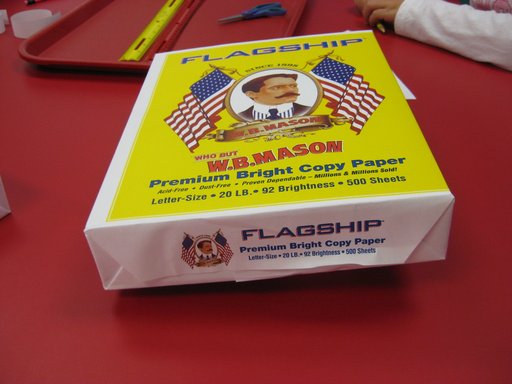 FLAGSHIP
SINCE 1898
W.B.MASON
WHO BUT
W.B.MASON
Premium Bright Copy Paper
Acid-Free • Dust-Free • Proven Dependable – Millions & Millions Sold!
Letter-Size • 20 LB. • 92 Brightness • 500 Sheets
FLAGSHIP
Premium Bright Copy Paper
Letter-Size • 20 LB. • 92 Brightness • 500 Sheets